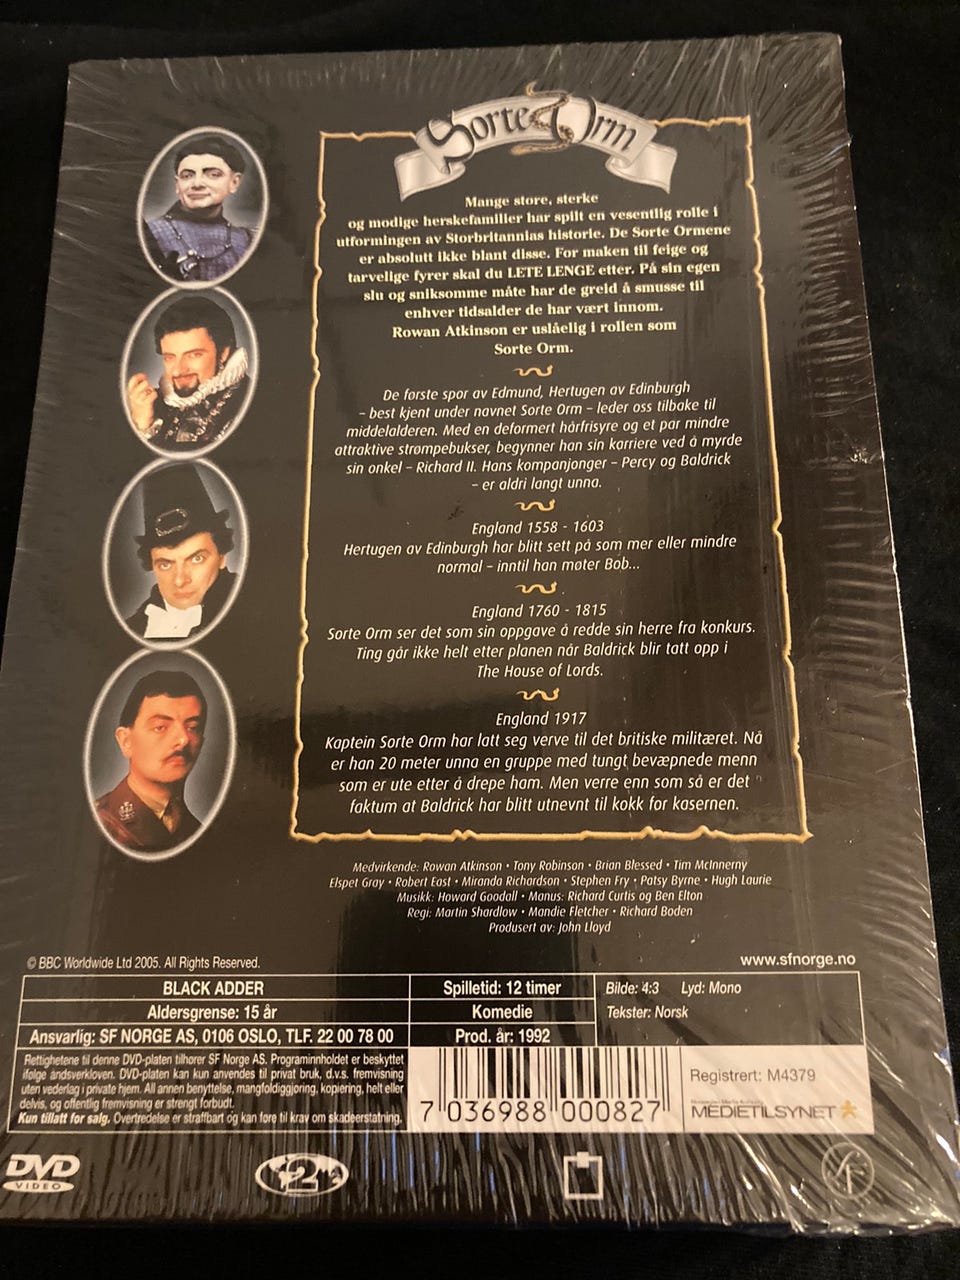 Sorte Orm
Mange store, sterke
og modige herskefamilier har spilt en vesentlig rolle i
utformingen av Storbritannias historie. De Sorte Ormene
er absolutt ikke blant disse. For maken til feige og
tarvelige fyrer skal du LETE LENGE etter. På sin egen
slu og sniksomme måte har de greid å smusse til
enhver tidsalder de har vært innom.
Rowan Atkinson er uslåelig i rollen som
Sorte Orm.
De første spor av Edmund, Hertugen av Edinburgh
– best kjent under navnet Sorte Orm – leder oss tilbake til
middelalderen. Med en deformert hårfrisyre og et par mindre
attraktive strømpebukser, begynner han sin karriere ved å myrde
sin onkel – Richard II. Hans kompanjonger – Percy og Baldrick
– er aldri langt unna.
England 1558 - 1603
Hertugen av Edinburgh har blitt sett på som mer eller mindre
normal – inntil han møter Bob...
England 1760 - 1815
Sorte Orm ser det som sin oppgave å redde sin herre fra konkurs.
Ting går ikke helt etter planen når Baldrick blir tatt opp i
The House of Lords.
England 1917
Kaptein Sorte Orm har latt seg verve til det britiske militæret. Nå
er han 20 meter unna en gruppe med tungt bevæpnede menn
som er ute etter å drepe ham. Men verre enn som så er det
faktum at Baldrick har blitt utnevnt til kokk for kasernen.
Medvirkende: Rowan Atkinson • Tony Robinson • Brian Blessed • Tim McInnerny
Elspet Gray • Robert East • Miranda Richardson • Stephen Fry • Patsy Byrne • Hugh Laurie
Musikk: Howard Goodall • Manus: Richard Curtis og Ben Elton
Regi: Martin Shardlow • Mandie Fletcher • Richard Boden
Produsert av: John Lloyd
© BBC Worldwide Ltd 2005. All Rights Reserved.
www.sfnorge.no
BLACK ADDER
Spilletid: 12 timer
Bilde: 4:3 Lyd: Mono
Aldersgrense: 15 år
Komedie
Tekster: Norsk
Ansvarlig: SF NORGE AS, 0106 OSLO, TLF. 22 00 78 00
Prod. år: 1992
Rettighetene til denne DVD-platen tilhører SF Norge AS. Programinnholdet er beskyttet
ifølge åndsverkloven. DVD-platen kan kun anvendes til privat bruk, d.v.s. fremvisning
uten vederlag i private hjem. All annen benyttelse, mangfoldiggjøring, kopiering, helt eller
delvis, og offentlig fremvisning er strengt forbudt.
Kun tillatt for salg. Overtredelse er straffbart og kan føre til krav om skadeerstatning.
7 036988 000827
Registrert: M4379
MEDIETILSYNET
DVD
VIDEO
2
SF